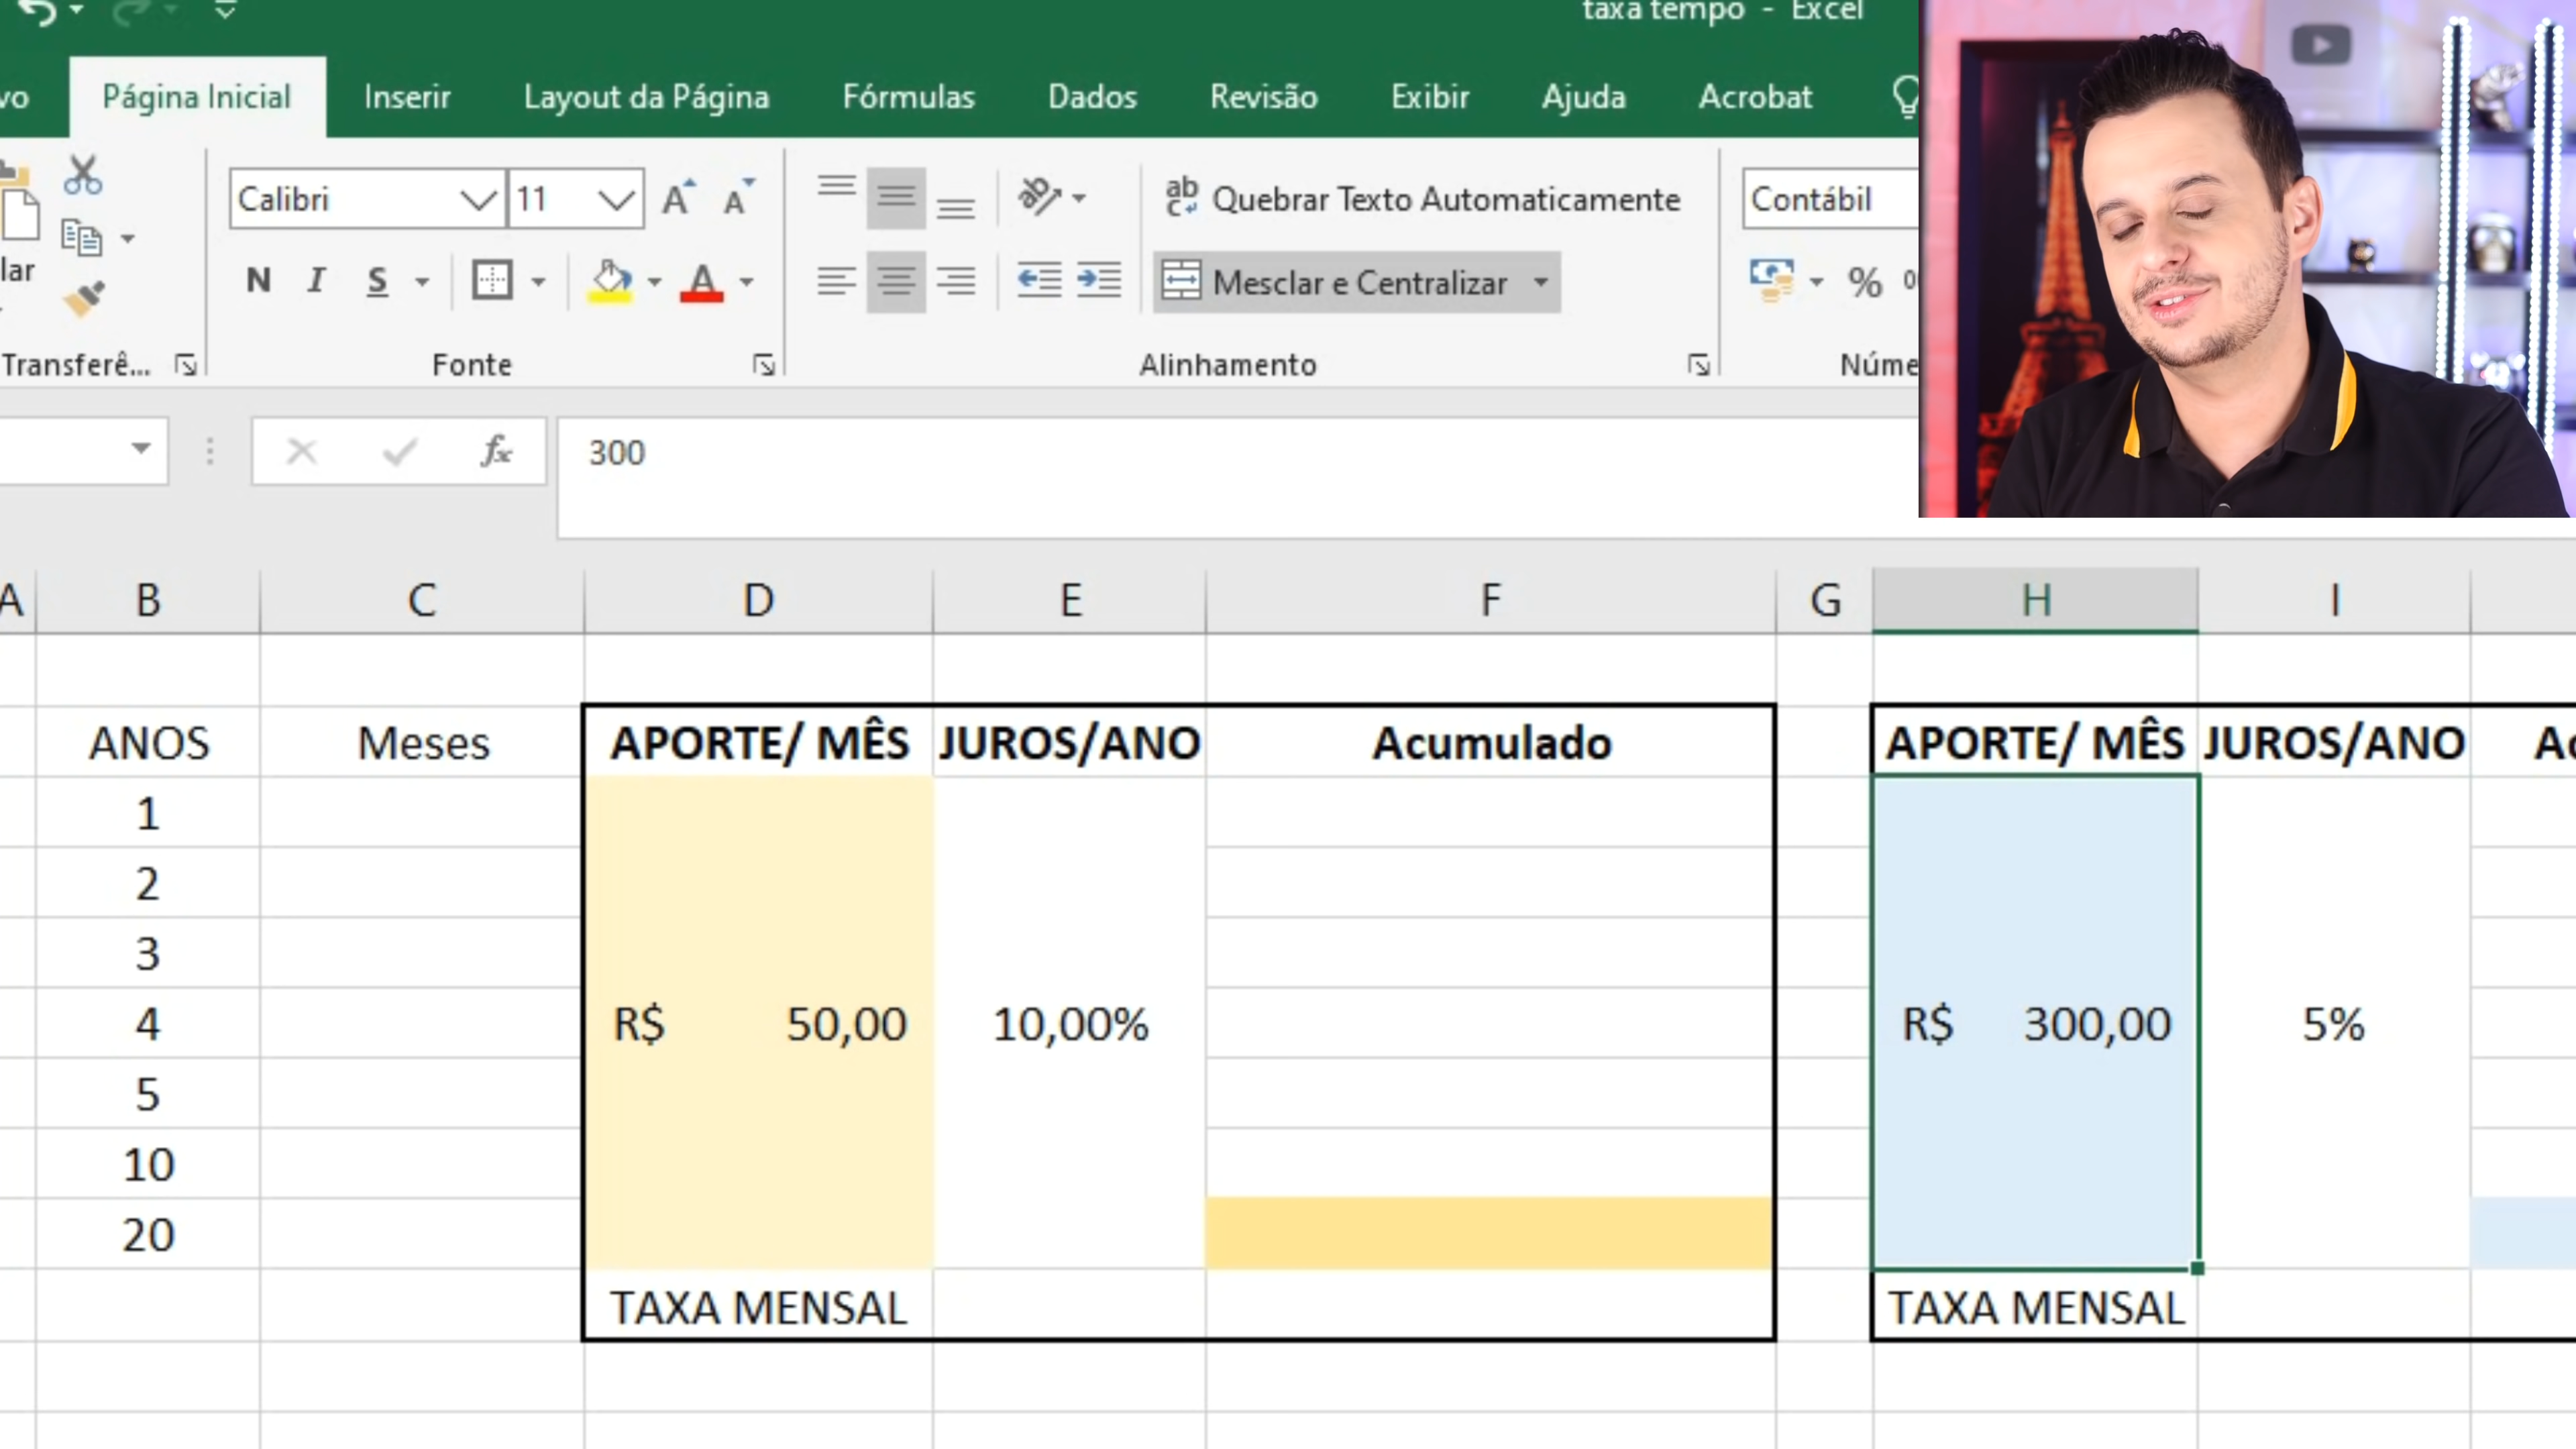 taxa tempo - Excel
vo Página Inicial Inserir Layout da Página Fórmulas Dados Revisão Exibir Ajuda Acrobat
Calibri 11 Quebrar Texto Automaticamente Contábil
lar N I S A Mesclar e Centralizar %
Transferê... Fonte Alinhamento Núme
fx 300
A B C D E F G H I
ANOS Meses APORTE/ MÊS JUROS/ANO Acumulado APORTE/ MÊS JUROS/ANO Ac
1
2
3
4 R$ 50,00 10,00% R$ 300,00 5%
5
10
20
TAXA MENSAL TAXA MENSAL